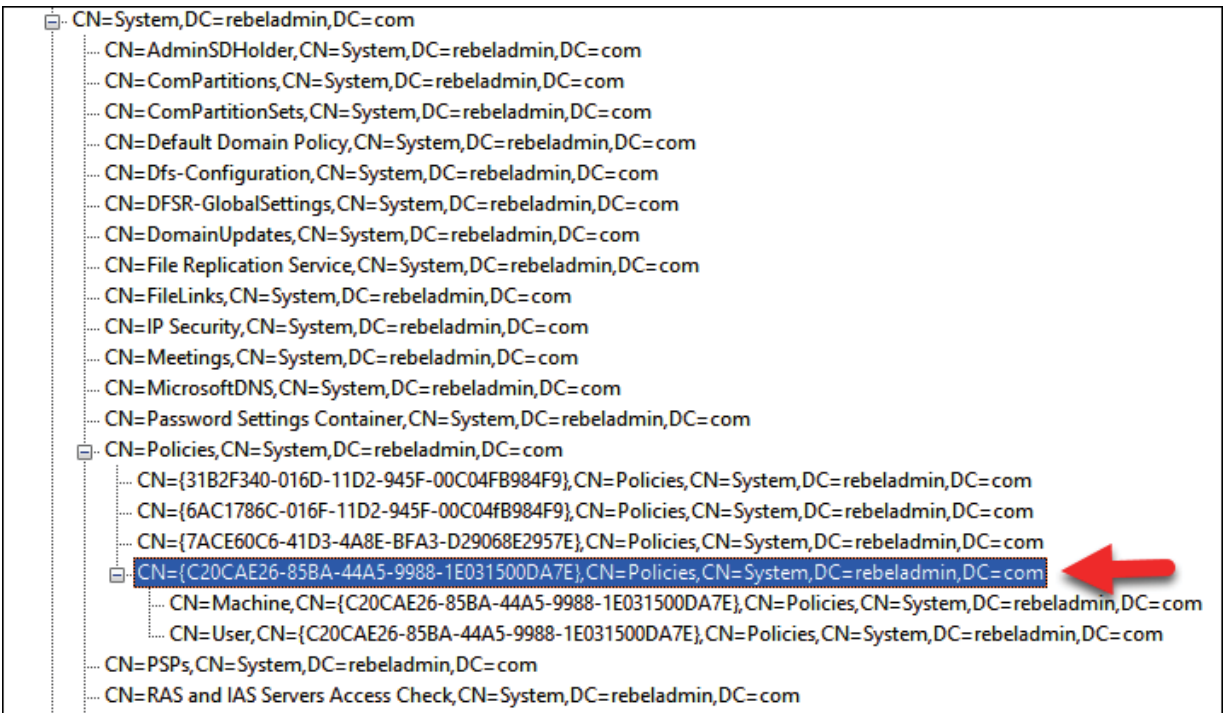 CN=System,DC=rebeladmin,DC=com
CN=AdminSDHolder,CN=System,DC=rebeladmin,DC=com
CN=ComPartitions,CN=System,DC=rebeladmin,DC=com
CN=ComPartitionSets,CN=System,DC=rebeladmin,DC=com
CN=Default Domain Policy,CN=System,DC=rebeladmin,DC=com
CN=Dfs-Configuration,CN=System,DC=rebeladmin,DC=com
CN=DFSR-GlobalSettings,CN=System,DC=rebeladmin,DC=com
CN=DomainUpdates,CN=System,DC=rebeladmin,DC=com
CN=File Replication Service,CN=System,DC=rebeladmin,DC=com
CN=FileLinks,CN=System,DC=rebeladmin,DC=com
CN=IP Security,CN=System,DC=rebeladmin,DC=com
CN=Meetings,CN=System,DC=rebeladmin,DC=com
CN=MicrosoftDNS,CN=System,DC=rebeladmin,DC=com
CN=Password Settings Container,CN=System,DC=rebeladmin,DC=com
CN=Policies,CN=System,DC=rebeladmin,DC=com
CN={31B2F340-016D-11D2-945F-00C04FB984F9},CN=Policies,CN=System,DC=rebeladmin,DC=com
CN={6AC1786C-016F-11D2-945F-00C04fB984F9},CN=Policies,CN=System,DC=rebeladmin,DC=com
CN={7ACE60C6-41D3-4A8E-BFA3-D29068E2957E},CN=Policies,CN=System,DC=rebeladmin,DC=com
CN={C20CAE26-85BA-44A5-9988-1E031500DA7E},CN=Policies,CN=System,DC=rebeladmin,DC=com
CN=Machine,CN={C20CAE26-85BA-44A5-9988-1E031500DA7E},CN=Policies,CN=System,DC=rebeladmin,DC=com
CN=User,CN={C20CAE26-85BA-44A5-9988-1E031500DA7E},CN=Policies,CN=System,DC=rebeladmin,DC=com
CN=PSPs,CN=System,DC=rebeladmin,DC=com
CN=RAS and IAS Servers Access Check,CN=System,DC=rebeladmin,DC=com